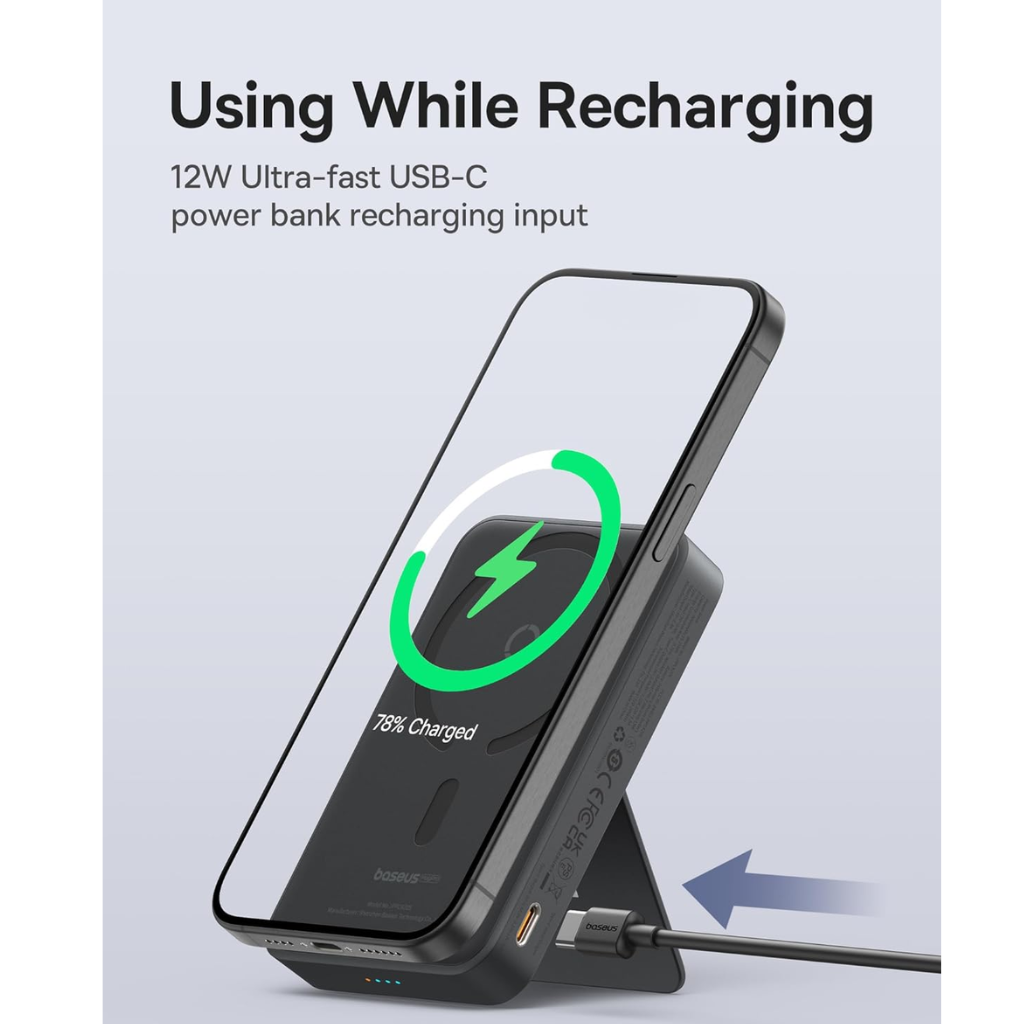 Using While Recharging
12W Ultra-fast USB-C
power bank recharging input
78% Charged
baseus
baseus